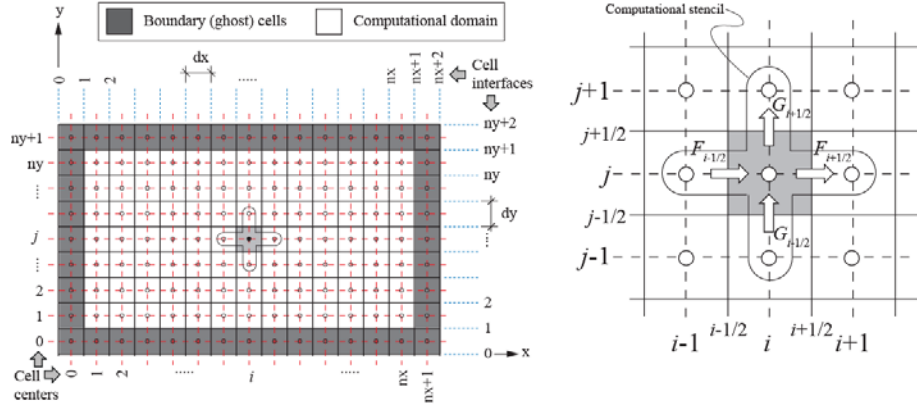 y
Boundary (ghost) cells
Computational domain
0
1
2
dx
.....
nx
nx+1
nx+2
Cell
interfaces
ny+1
ny
.....
j
.....
2
1
0
ny+2
ny+1
ny
dy
.....
2
1
0
x
Cell
centers
0
1
2
.....
i
.....
nx
nx+1
Computational stencil
j+1
j+1/2
j
j-1/2
j-1
G i+1/2
F i-1/2
F i+1/2
G i-1/2
i-1
i-1/2
i
i+1/2
i+1